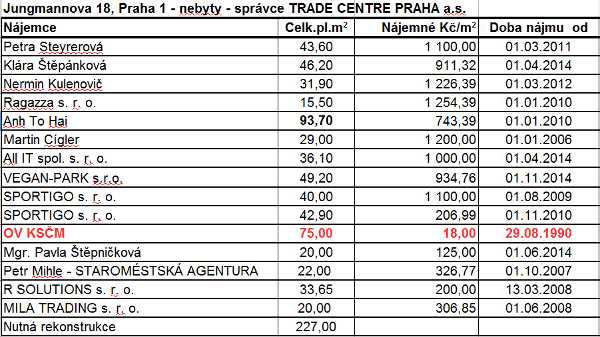 Jungmannova 18, Praha 1 - nebyty - správce TRADE CENTRE PRAHA a.s.
Nájemce Celk.pl.m² Nájemné Kč/m² Doba nájmu od
Petra Steyrerová 43,60 1 100,00 01.03.2011
Klára Štěpánková 46,20 911,32 01.04.2014
Nermin Kulenovič 31,90 1 226,39 01.03.2012
Ragazza s. r. o. 15,50 1 254,39 01.01.2010
Anh To Hai 93,70 743,39 01.01.2010
Martin Cígler 29,00 1 200,00 01.01.2006
All IT spol. s. r. o. 36,10 1 000,00 01.04.2014
VEGAN-PARK s.r.o. 49,20 934,76 01.11.2014
SPORTIGO s. r. o. 40,00 1 100,00 01.08.2009
SPORTIGO s. r. o. 42,90 206,99 01.11.2010
OV KSČM 75,00 18,00 29.08.1990
Mgr. Pavla Štěpničková 20,00 125,00 01.06.2014
Petr Mihle - STAROMĚSTSKÁ AGENTURA 22,00 326,77 01.10.2007
R SOLUTIONS s. r. o. 33,65 200,00 13.03.2008
MILA TRADING s. r. o. 20,00 306,85 01.06.2008
Nutná rekonstrukce 227,00